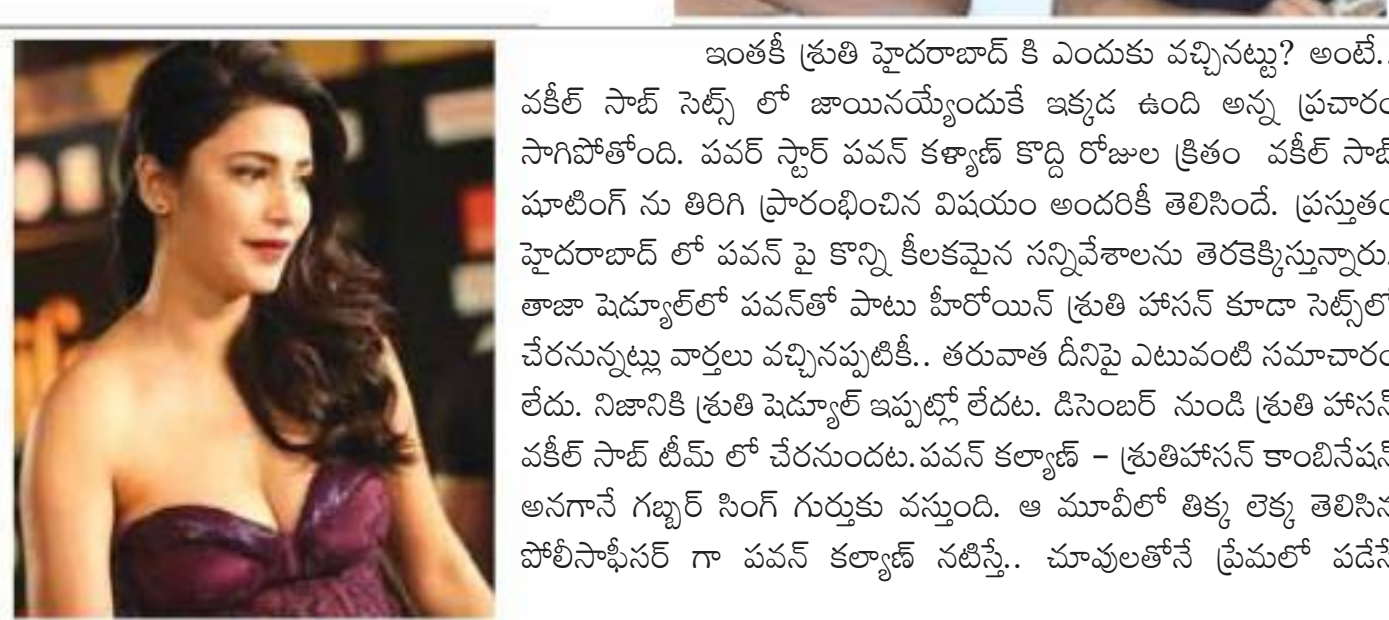 ఇంతకీ శ్రుతి హైదరాబాద్ కి ఎందుకు వచ్చినట్టు? అంటే..
వకీల్ సాబ్ సెట్స్ లో జాయినయ్యేందుకే ఇక్కడ ఉంది అన్న ప్రచారం
సాగిపోతోంది. పవర్ స్టార్ పవన్ కళ్యాణ్ కొద్ది రోజుల క్రితం వకీల్ సాబ్
షూటింగ్ ను తిరిగి ప్రారంభించిన విషయం అందరికీ తెలిసిందే. ప్రస్తుతం
హైదరాబాద్ లో పవన్ పై కొన్ని కీలకమైన సన్నివేశాలను తెరకెక్కిస్తున్నారు.
తాజా షెడ్యూల్‌లో పవన్‌తో పాటు హీరోయిన్ శ్రుతి హాసన్ కూడా సెట్స్‌లో
చేరనున్నట్లు వార్తలు వచ్చినప్పటికీ.. తరువాత దీనిపై ఎటువంటి సమాచారం
లేదు. నిజానికి శ్రుతి షెడ్యూల్ ఇప్పట్లో లేదట. డిసెంబర్ నుండి శ్రుతి హాసన్
వకీల్ సాబ్ టీమ్ లో చేరనుందట.పవన్ కల్యాణ్ - శ్రుతిహాసన్ కాంబినేషన్
అనగానే గబ్బర్ సింగ్ గుర్తుకు వస్తుంది. ఆ మూవీలో తిక్క లెక్క తెలిసిన
పోలీసాఫీసర్ గా పవన్ కల్యాణ్ నటిస్తే.. చూవులతోనే ప్రేమలో పడేసే